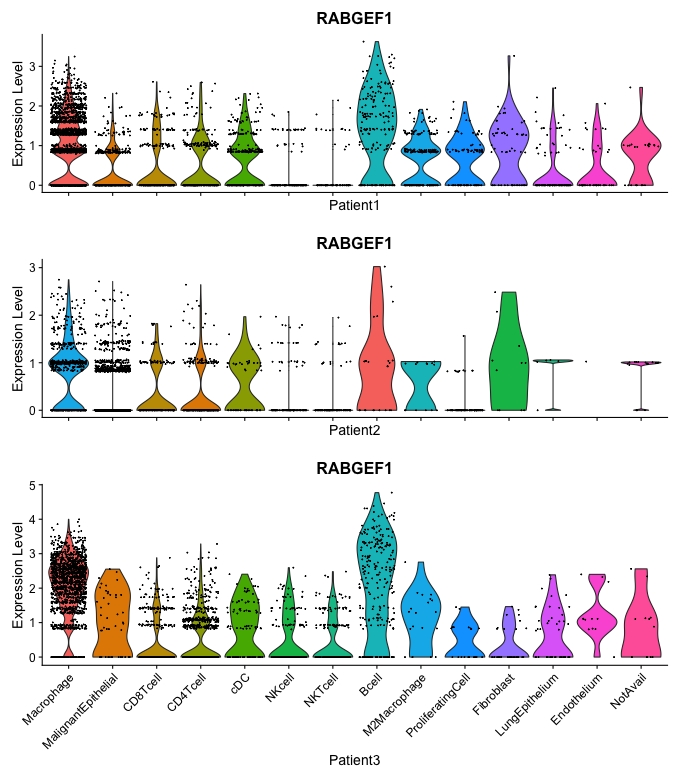 RABGEF1
Expression Level
3
2
1
0
Patient1
RABGEF1
Expression Level
3
2
1
0
Patient2
RABGEF1
Expression Level
5
4
3
2
1
0
Macrophage
MalignantEpithelial
CD8Tcell
CD4Tcell
cDC
NKcell
NKTcell
Bcell
M2Macrophage
ProliferatingCell
Fibroblast
LungEpithelium
Endothelium
NotAvail
Patient3